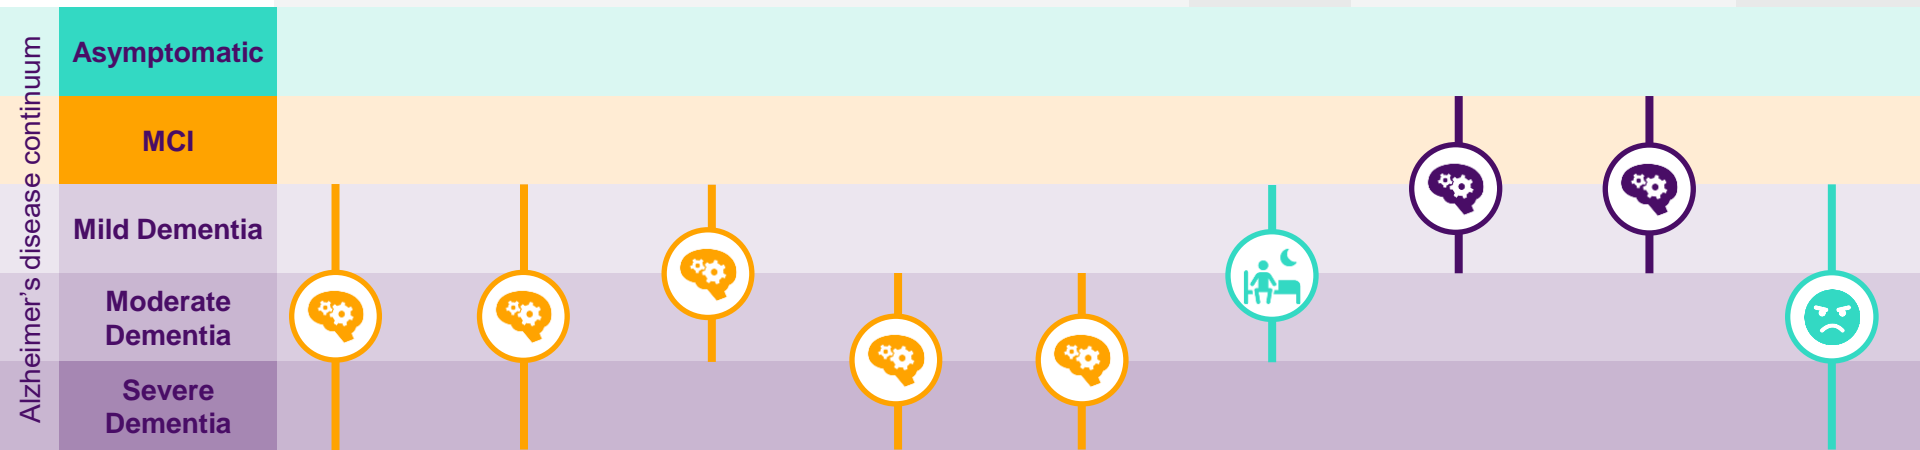 Alzheimer's disease continuum
Asymptomatic
MCI
Mild Dementia
Moderate
Dementia
Severe
Dementia